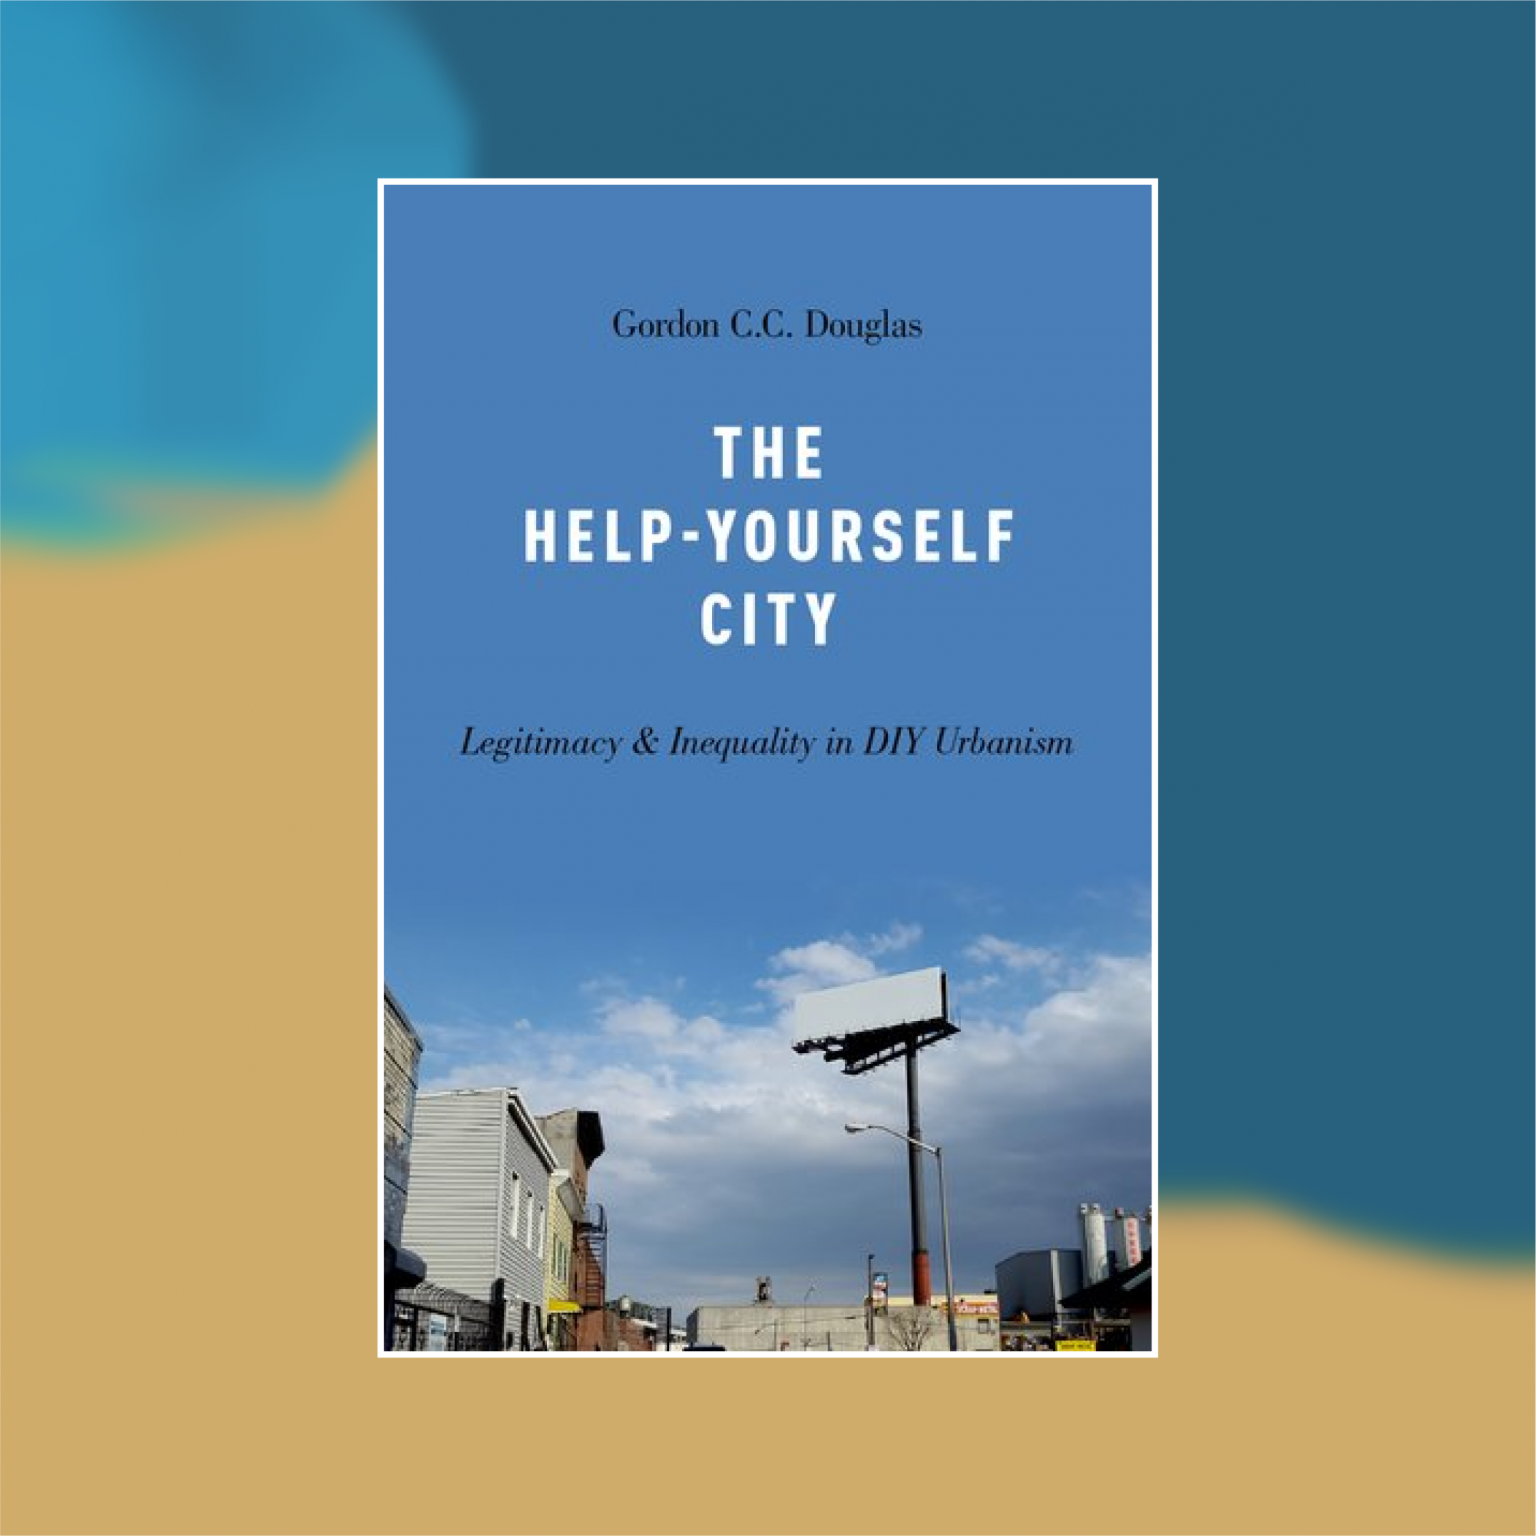 Gordon C.C. Douglas
THE
HELP-YOURSELF
CITY
Legitimacy & Inequality in DIY Urbanism